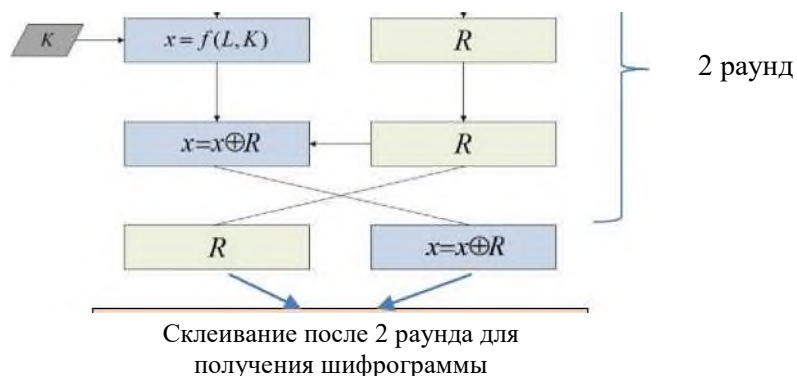 K
x = f(L, K)
R
2 раунд
x=x⊕R
R
R
x=x⊕R
Склеивание после 2 раунда для
получения шифрограммы